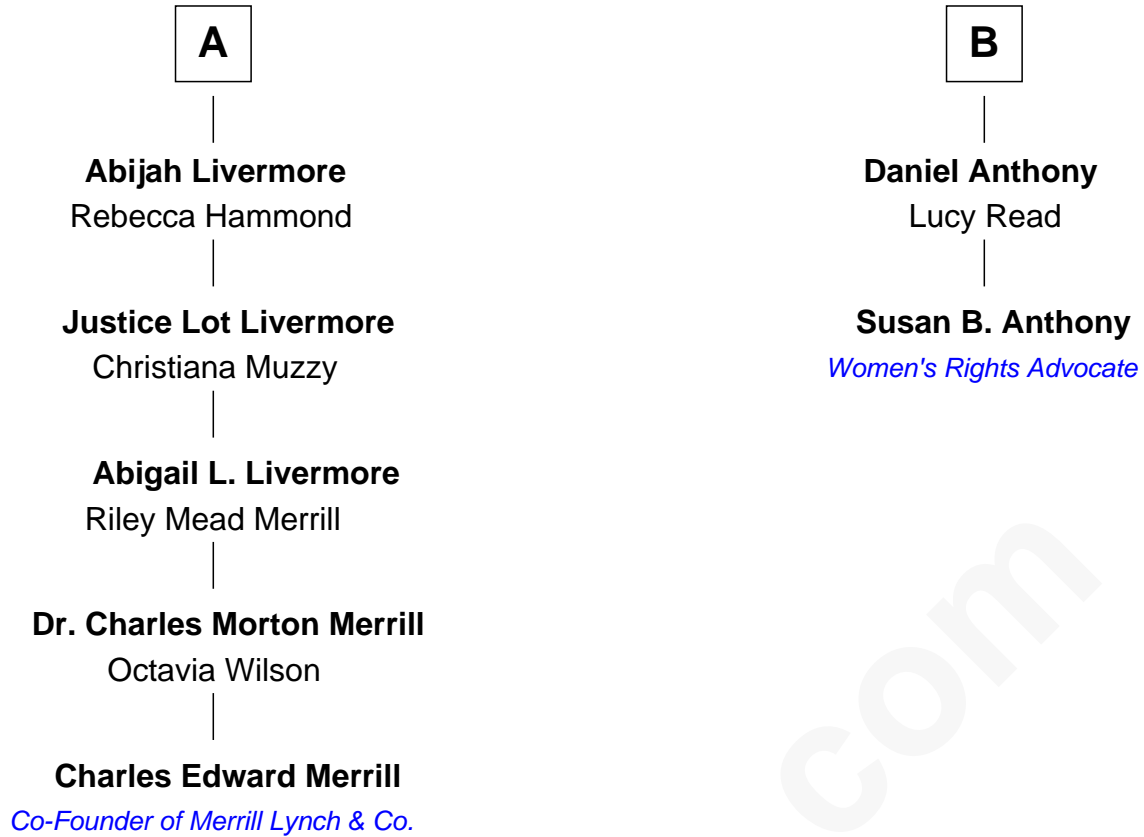 A
Abijah Livermore
Rebecca Hammond
Justice Lot Livermore
Christiana Muzzy
Abigail L. Livermore
Riley Mead Merrill
Dr. Charles Morton Merrill
Octavia Wilson
Charles Edward Merrill
Co-Founder of Merrill Lynch & Co.
B
Daniel Anthony
Lucy Read
Susan B. Anthony
Women's Rights Advocate
com